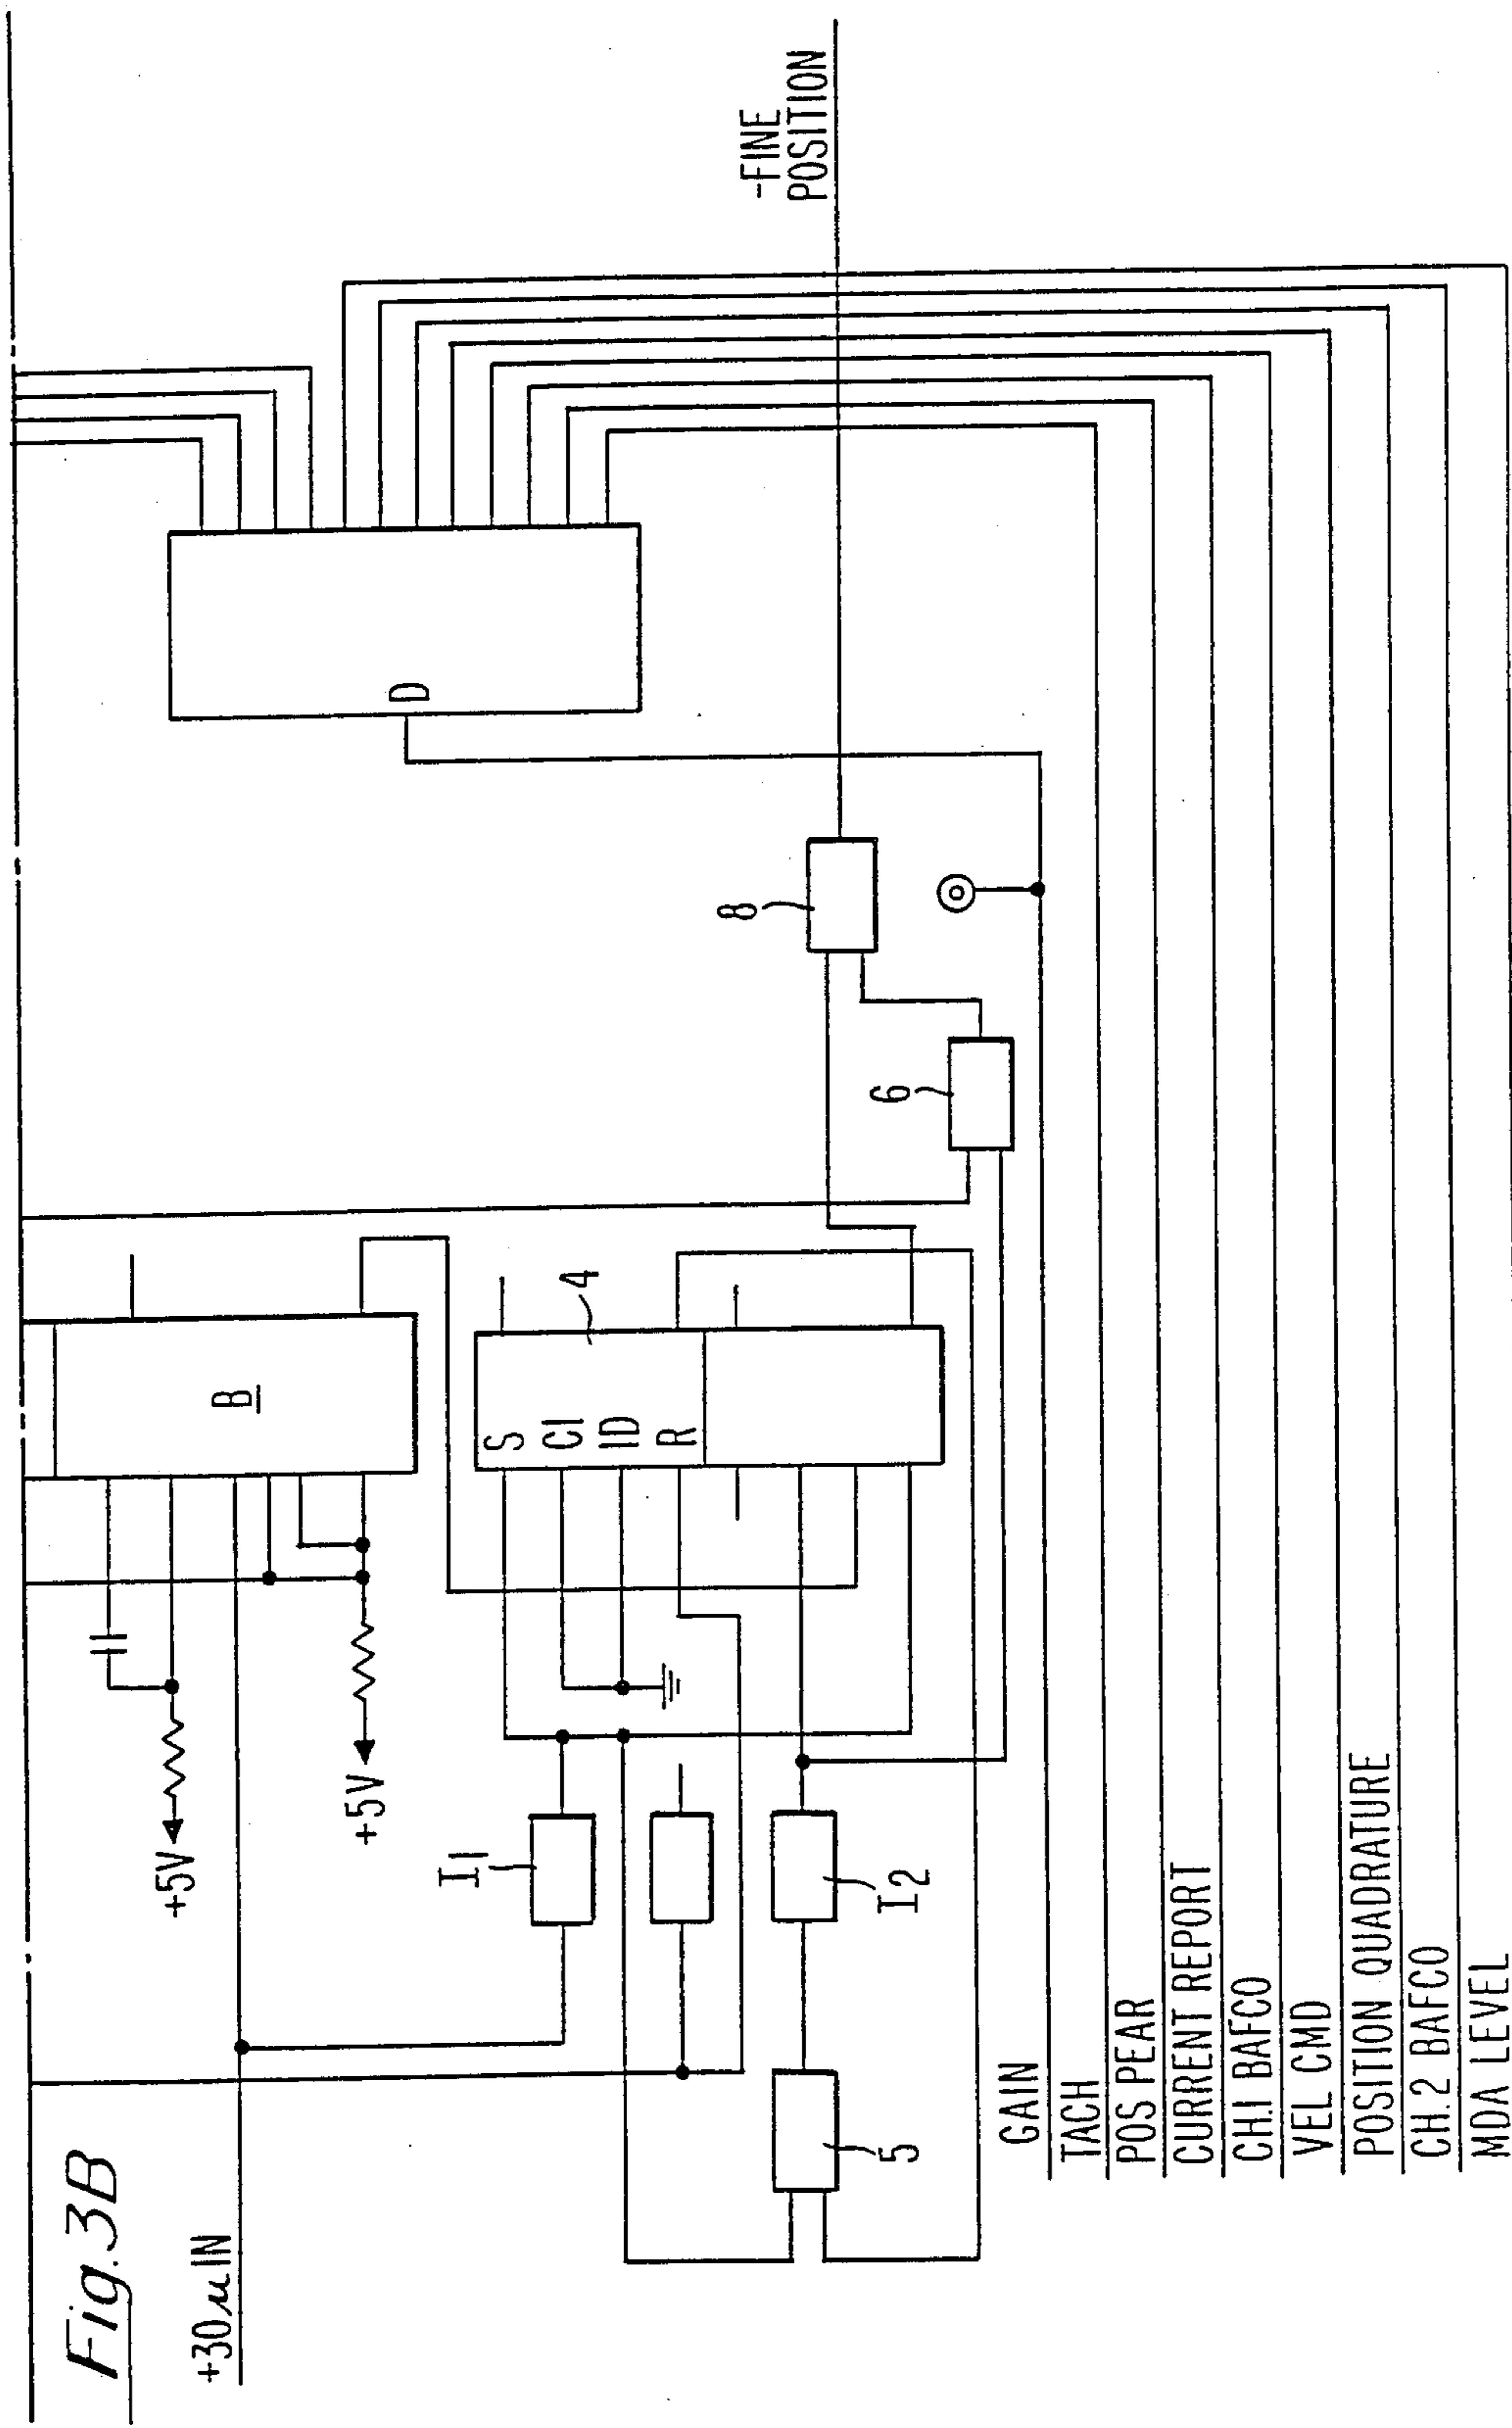 Fig.3B
+30μIN
+5V
+5V
B
S
C1
1D
R
4
I1
I2
5
6
8
D
-FINE
POSITION
GAIN
TACH
POS PEAR
CURRENT REPORT
CH.1 BAFCO
VEL CMD
POSITION QUADRATURE
CH.2 BAFCO
MDA LEVEL